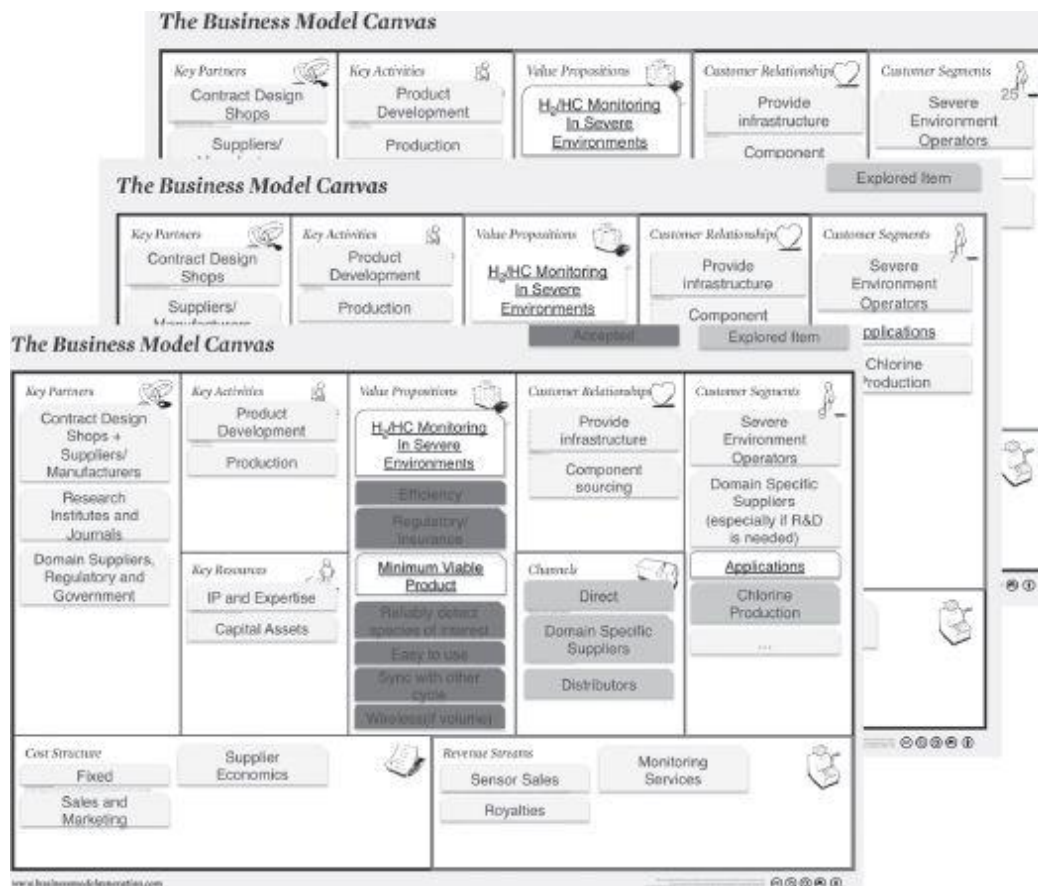 The Business Model Canvas
Key Partners
Contract Design
Shops
Suppliers/
Key Activities
Product
Development
Production
Value Propositions
H2/HC Monitoring
In Severe
Environments
Customer Relationships
Provide
infrastructure
Component
Customer Segments
25
Severe
Environment
Operators
The Business Model Canvas
Explored Item
Key Partners
Contract Design
Shops
Suppliers/
Manufacturers
Key Activities
Product
Development
Production
Value Propositions
H2/HC Monitoring
In Severe
Environments
Customer Relationships
Provide
infrastructure
Component
Customer Segments
Severe
Environment
Operators
Applications
Chlorine
Production
The Business Model Canvas
Accepted
Explored Item
Key Partners
Contract Design
Shops +
Suppliers/
Manufacturers
Research
Institutes and
Journals
Domain Suppliers,
Regulatory and
Government
Key Activities
Product
Development
Production
Key Resources
IP and Expertise
Capital Assets
Value Propositions
H2/HC Monitoring
In Severe
Environments
Efficiency
Regulatory/
Insurance
Minimum Viable
Product
Reliably detect
species of interest
Easy to use
Sync with other
cycle
Wireless(if volume)
Customer Relationships
Provide
infrastructure
Component
sourcing
Channels
Direct
Domain Specific
Suppliers
Distributors
Customer Segments
Severe
Environment
Operators
Domain Specific
Suppliers
(especially if R&D
is needed)
Applications
Chlorine
Production
...
Cost Structure
Fixed
Sales and
Marketing
Supplier
Economics
Revenue Streams
Sensor Sales
Royalties
Monitoring
Services
www.businessmodelgeneration.com